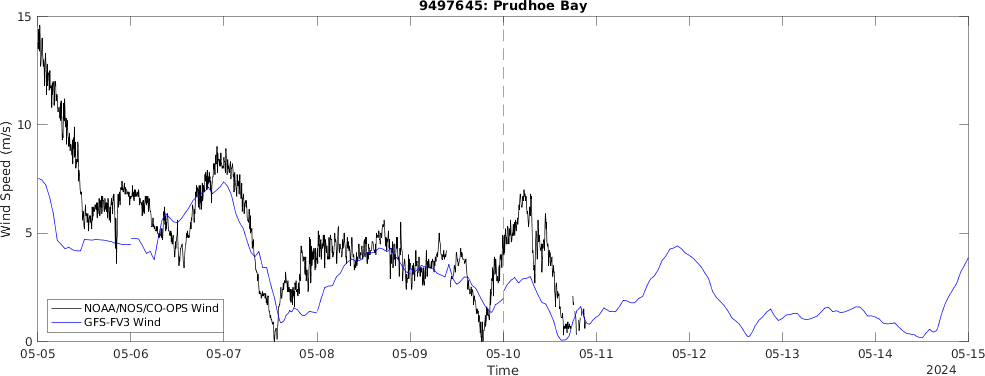 9497645: Prudhoe Bay
15
10
5
0
Wind Speed (m/s)
NOAA/NOS/CO-OPS Wind
GFS-FV3 Wind
05-05 05-06 05-07 05-08 05-09 05-10 05-11 05-12 05-13 05-14 05-15
Time
2024